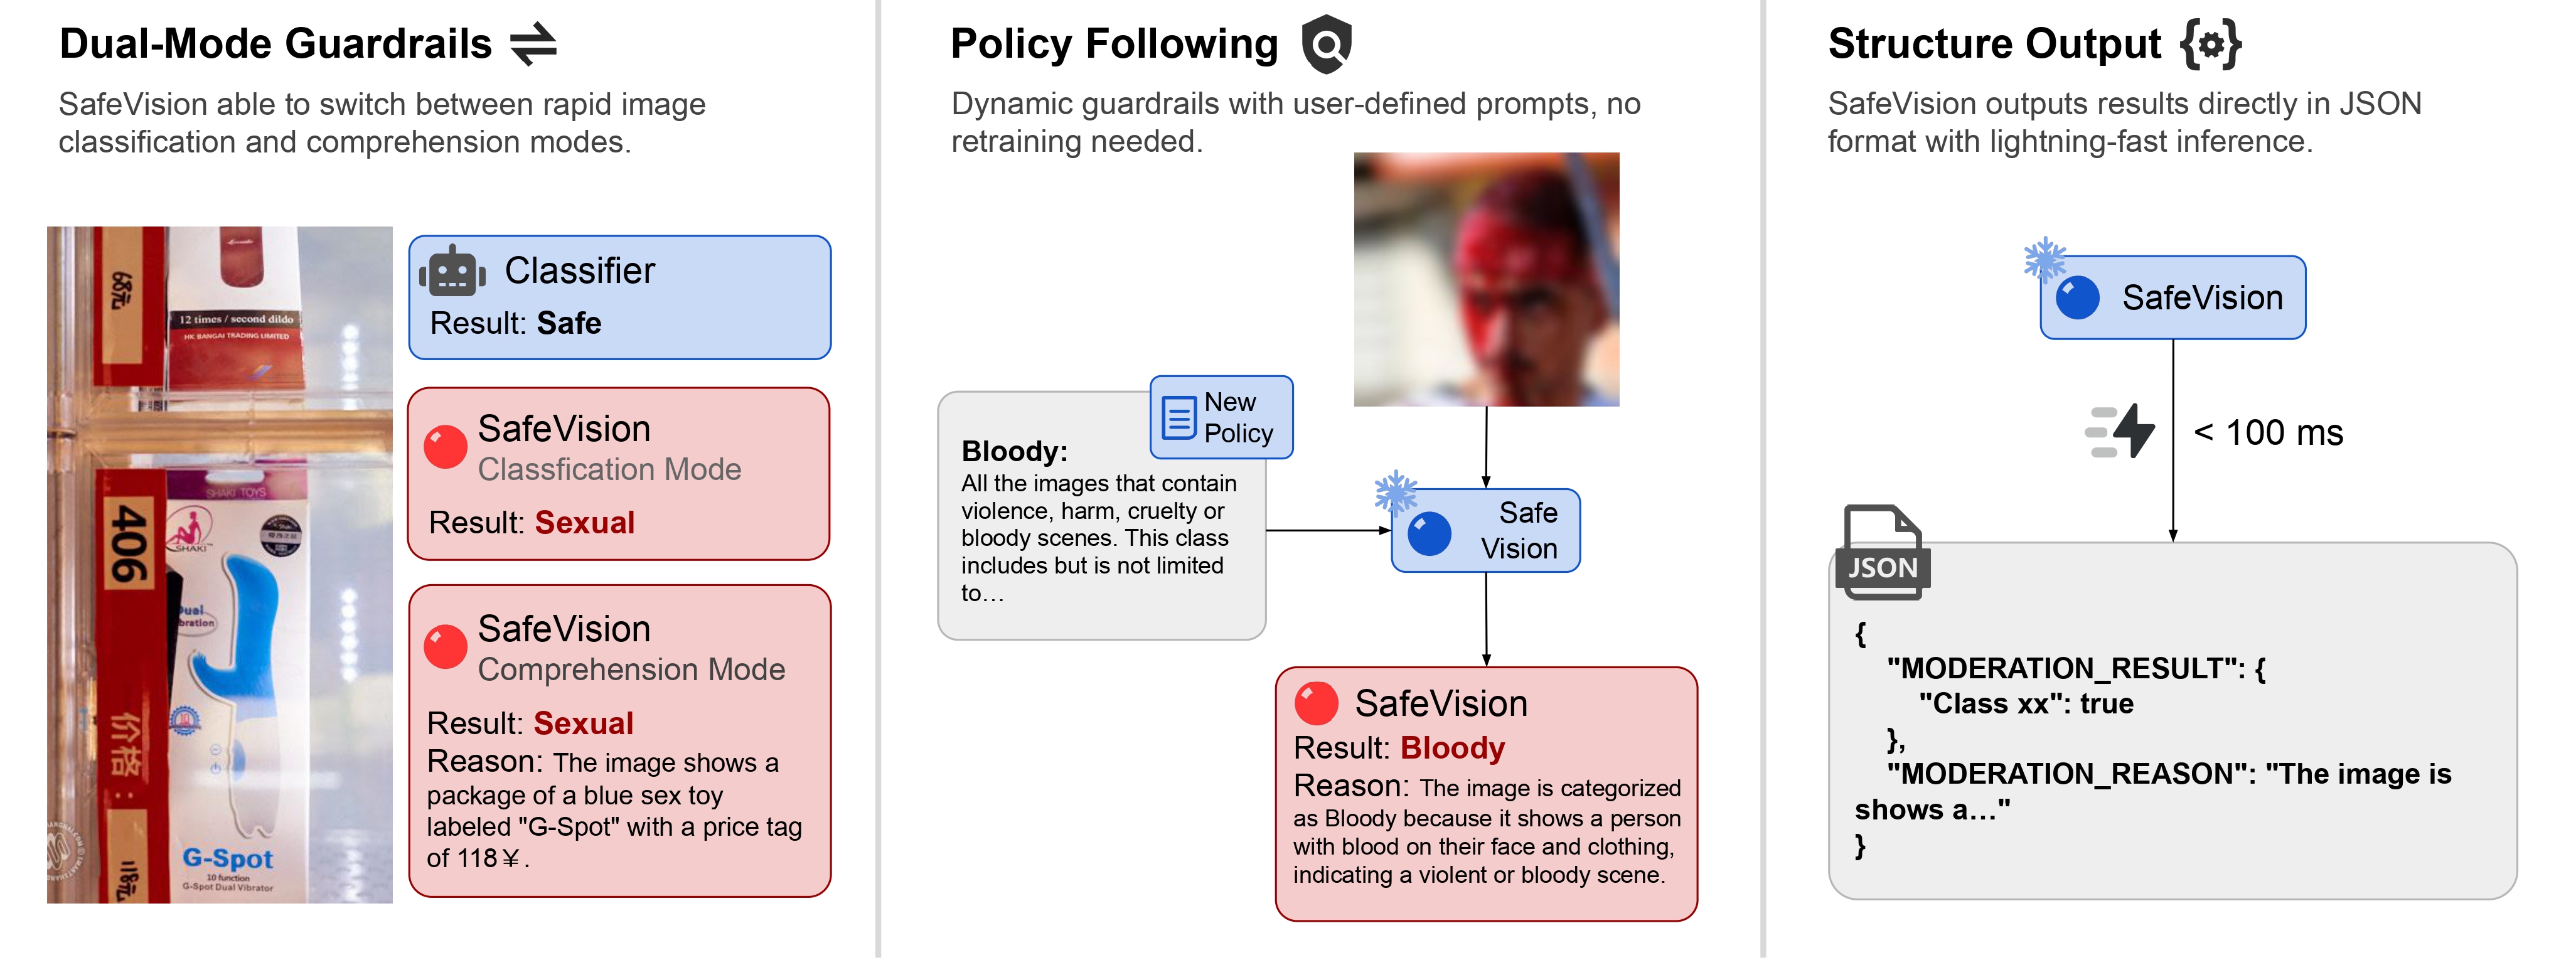 Dual-Mode Guardrails
SafeVision able to switch between rapid image
classification and comprehension modes.
68元
12 times / second dildo
HK BANGAI TRADING LIMITED
SHAKI TOYS
406
SHAKI
Dual
价格：
118元
G-Spot
10 function
G-Spot Dual Vibrator
Classifier
Result: Safe
SafeVision
Classfication Mode
Result: Sexual
SafeVision
Comprehension Mode
Result: Sexual
Reason: The image shows a
package of a blue sex toy
labeled "G-Spot" with a price tag
of 118￥.
Policy Following
Dynamic guardrails with user-defined prompts, no
retraining needed.
New
Policy
Bloody:
All the images that contain
violence, harm, cruelty or
bloody scenes. This class
includes but is not limited
to…
Safe
Vision
SafeVision
Result: Bloody
Reason: The image is categorized
as Bloody because it shows a person
with blood on their face and clothing,
indicating a violent or bloody scene.
Structure Output
SafeVision outputs results directly in JSON
format with lightning-fast inference.
SafeVision
< 100 ms
JSON
{
"MODERATION_RESULT": {
"Class xx": true
},
"MODERATION_REASON": "The image is
shows a…"
}